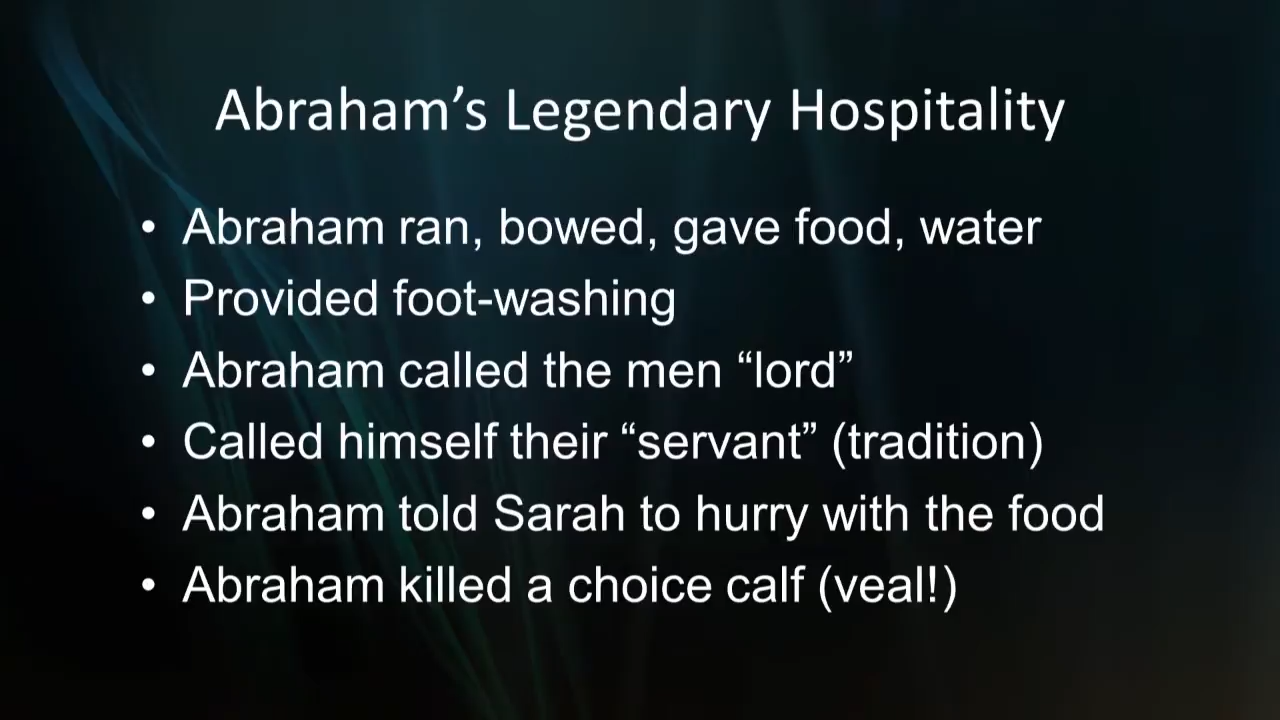 Abraham’s Legendary Hospitality
• Abraham ran, bowed, gave food, water
• Provided foot-washing
• Abraham called the men “lord”
• Called himself their “servant” (tradition)
• Abraham told Sarah to hurry with the food
• Abraham killed a choice calf (veal!)